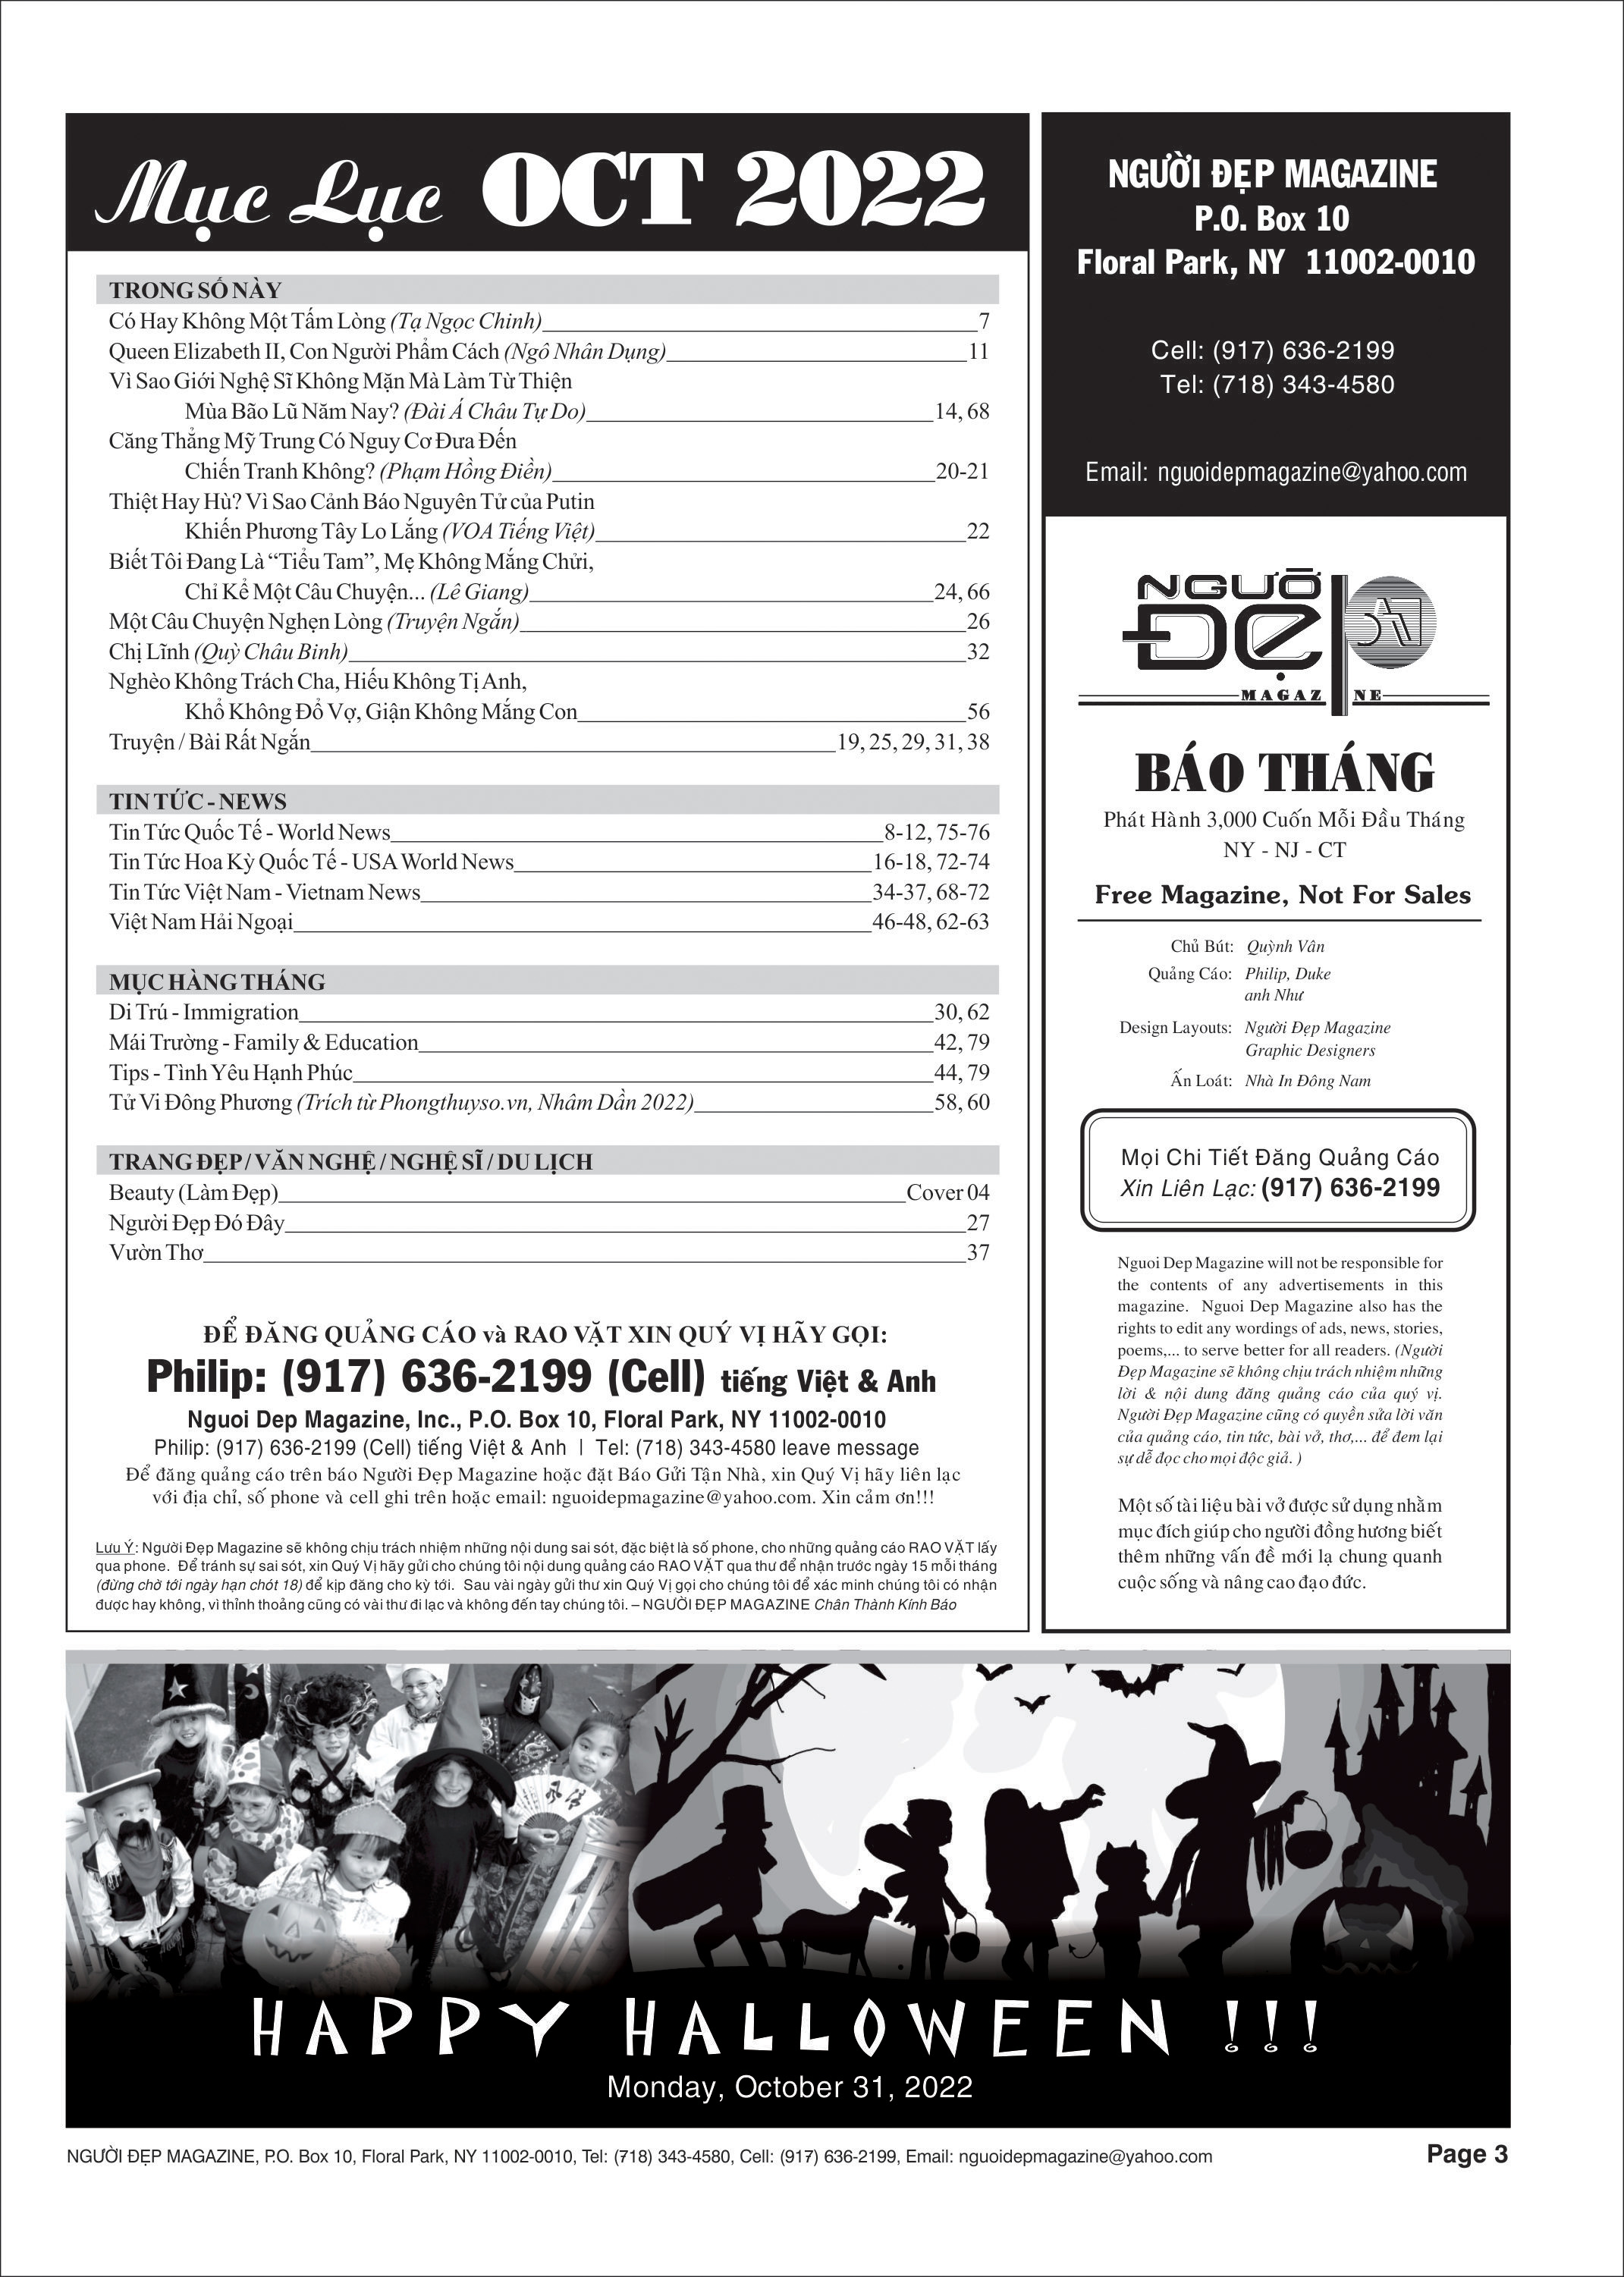 Mục Lục OCT 2022
TRONG SỐ NÀY
Có Hay Không Một Tấm Lòng (Tạ Ngọc Chinh)___7
Queen Elizabeth II, Con Người Phẩm Cách (Ngô Nhân Dụng)___11
Vì Sao Giới Nghệ Sĩ Không Mặn Mà Làm Từ Thiện
Mùa Bão Lũ Năm Nay? (Đài Á Châu Tự Do)___14, 68
Căng Thẳng Mỹ Trung Có Nguy Cơ Đưa Đến
Chiến Tranh Không? (Phạm Hồng Điền)___20-21
Thiệt Hay Hù? Vì Sao Cảnh Báo Nguyên Tử của Putin
Khiến Phương Tây Lo Lắng (VOA Tiếng Việt)___22
Biết Tôi Đang Là “Tiểu Tam”, Mẹ Không Mắng Chửi,
Chỉ Kể Một Câu Chuyện... (Lê Giang)___24, 66
Một Câu Chuyện Nghẹn Lòng (Truyện Ngắn)___26
Chị Lĩnh (Quỳ Châu Binh)___32
Nghèo Không Trách Cha, Hiếu Không Tị Anh,
Khổ Không Đổ Vợ, Giận Không Mắng Con___56
Truyện / Bài Rất Ngắn___19, 25, 29, 31, 38
TIN TỨC - NEWS
Tin Tức Quốc Tế - World News___8-12, 75-76
Tin Tức Hoa Kỳ Quốc Tế - USA World News___16-18, 72-74
Tin Tức Việt Nam - Vietnam News___34-37, 68-72
Việt Nam Hải Ngoại___46-48, 62-63
MỤC HÀNG THÁNG
Di Trú - Immigration___30, 62
Mái Trường - Family & Education___42, 79
Tips - Tình Yêu Hạnh Phúc___44, 79
Tử Vi Đông Phương (Trích từ Phongthuyso.vn, Nhâm Dần 2022)___58, 60
TRANG ĐẸP / VĂN NGHỆ / NGHỆ SĨ / DU LỊCH
Beauty (Làm Đẹp)___Cover 04
Người Đẹp Đó Đây___27
Vườn Thơ___37
ĐỂ ĐĂNG QUẢNG CÁO và RAO VẶT XIN QUÝ VỊ HÃY GỌI:
Philip: (917) 636-2199 (Cell) tiếng Việt & Anh
Nguoi Dep Magazine, Inc., P.O. Box 10, Floral Park, NY 11002-0010
Philip: (917) 636-2199 (Cell) tiếng Việt & Anh | Tel: (718) 343-4580 leave message
Để đăng quảng cáo trên báo Người Đẹp Magazine hoặc đặt Báo Gửi Tận Nhà, xin Quý Vị hãy liên lạc
với địa chỉ, số phone và cell ghi trên hoặc email: nguoidepmagazine@yahoo.com. Xin cảm ơn!!!
Lưu Ý: Người Đẹp Magazine sẽ không chịu trách nhiệm những nội dung sai sót, đặc biệt là số phone, cho những quảng cáo RAO VẶT lấy
qua phone. Để tránh sự sai sót, xin Quý Vị hãy gửi cho chúng tôi nội dung quảng cáo RAO VẶT qua thư để nhận trước ngày 15 mỗi tháng
(đừng chờ tới ngày hạn chót 18) để kịp đăng cho kỳ tới. Sau vài ngày gửi thư xin Quý Vị gọi cho chúng tôi để xác minh chúng tôi có nhận
được hay không, vì thỉnh thoảng cũng có vài thư đi lạc và không đến tay chúng tôi. – NGƯỜI ĐẸP MAGAZINE Chân Thành Kính Báo
NGƯỜI ĐẸP MAGAZINE
P.O. Box 10
Floral Park, NY 11002-0010
Cell: (917) 636-2199
Tel: (718) 343-4580
Email: nguoidepmagazine@yahoo.com
NGƯỜI
ĐẸP
MAGAZINE
BÁO THÁNG
Phát Hành 3,000 Cuốn Mỗi Đầu Tháng
NY - NJ - CT
Free Magazine, Not For Sales
Chủ Bút: Quỳnh Vân
Quảng Cáo: Philip, Duke
anh Như
Design Layouts: Người Đẹp Magazine
Graphic Designers
Ấn Loát: Nhà In Đông Nam
Mọi Chi Tiết Đăng Quảng Cáo
Xin Liên Lạc: (917) 636-2199
Nguoi Dep Magazine will not be responsible for
the contents of any advertisements in this
magazine. Nguoi Dep Magazine also has the
rights to edit any wordings of ads, news, stories,
poems,... to serve better for all readers. (Người
Đẹp Magazine sẽ không chịu trách nhiệm những
lời & nội dung đăng quảng cáo của quý vị.
Người Đẹp Magazine cũng có quyền sửa lời văn
của quảng cáo, tin tức, bài vở, thơ,... để đem lại
sự dễ đọc cho mọi độc giả. )
Một số tài liệu bài vở được sử dụng nhằm
mục đích giúp cho người đồng hương biết
thêm những vấn đề mới lạ chung quanh
cuộc sống và nâng cao đạo đức.
HAPPY HALLOWEEN !!!
Monday, October 31, 2022
NGƯỜI ĐẸP MAGAZINE, P.O. Box 10, Floral Park, NY 11002-0010, Tel: (718) 343-4580, Cell: (917) 636-2199, Email: nguoidepmagazine@yahoo.com
Page 3